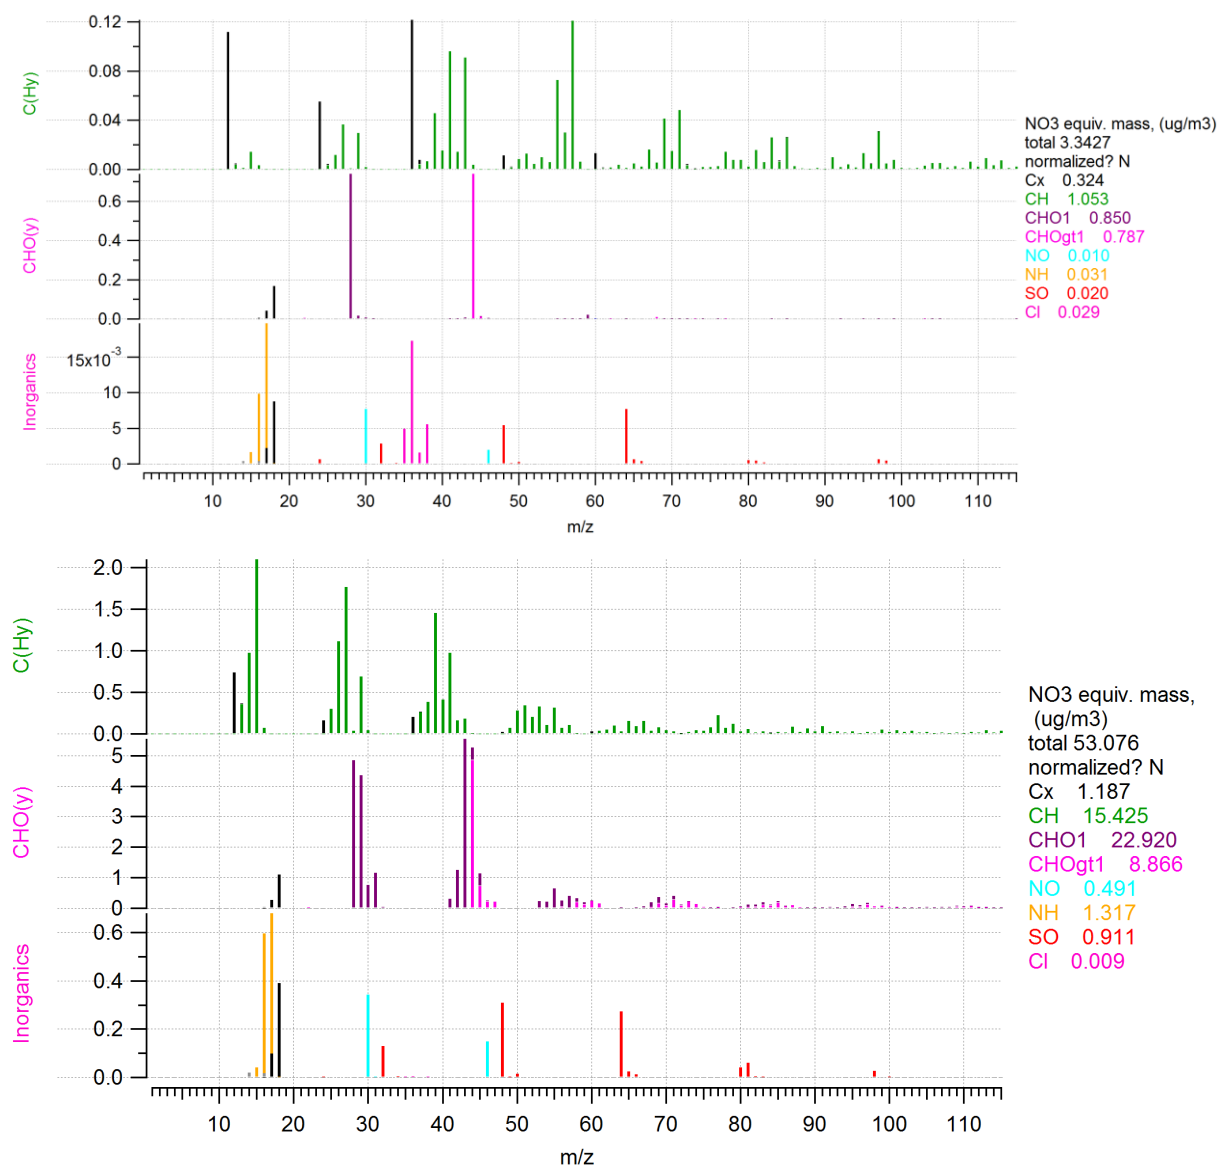 0.12
0.08
0.04
0.00
C(Hy)
0.6
0.4
0.2
0.0
CHO(y)
15x10-3
10
5
0
Inorganics
10 20 30 40 50 60 70 80 90 100 110
m/z
NO3 equiv. mass, (ug/m3)
total 3.3427
normalized? N
Cx 0.324
CH 1.053
CHO1 0.850
CHOgt1 0.787
NO 0.010
NH 0.031
SO 0.020
Cl 0.029
2.0
1.5
1.0
0.5
0.0
C(Hy)
5
4
3
2
1
0
CHO(y)
0.6
0.4
0.2
0.0
Inorganics
10 20 30 40 50 60 70 80 90 100 110
m/z
NO3 equiv. mass,
(ug/m3)
total 53.076
normalized? N
Cx 1.187
CH 15.425
CHO1 22.920
CHOgt1 8.866
NO 0.491
NH 1.317
SO 0.911
Cl 0.009